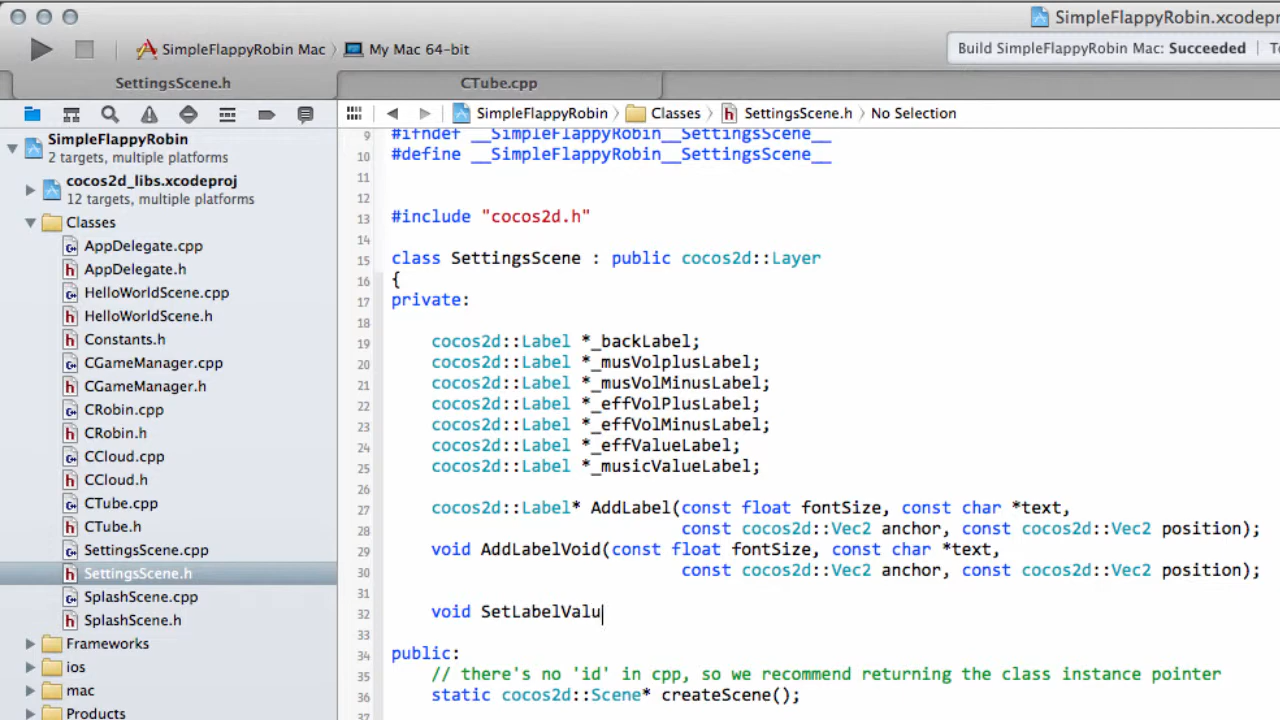 SimpleFlappyRobin.xcodepr
SimpleFlappyRobin Mac
My Mac 64-bit
Build SimpleFlappyRobin Mac: Succeeded
SettingsScene.h
CTube.cpp
SimpleFlappyRobin
Classes
SettingsScene.h
No Selection
SimpleFlappyRobin
2 targets, multiple platforms
cocos2d_libs.xcodeproj
12 targets, multiple platforms
Classes
AppDelegate.cpp
AppDelegate.h
HelloWorldScene.cpp
HelloWorldScene.h
Constants.h
CGameManager.cpp
CGameManager.h
CRobin.cpp
CRobin.h
CCloud.cpp
CCloud.h
CTube.cpp
CTube.h
SettingsScene.cpp
SettingsScene.h
SplashScene.cpp
SplashScene.h
Frameworks
ios
mac
Products
9 #ifndef __SimpleFlappyRobin__SettingsScene__
10 #define __SimpleFlappyRobin__SettingsScene__
11
12
13 #include "cocos2d.h"
14
15 class SettingsScene : public cocos2d::Layer
16 {
17 private:
18
19 cocos2d::Label *_backLabel;
20 cocos2d::Label *_musVolplusLabel;
21 cocos2d::Label *_musVolMinusLabel;
22 cocos2d::Label *_effVolPlusLabel;
23 cocos2d::Label *_effVolMinusLabel;
24 cocos2d::Label *_effValueLabel;
25 cocos2d::Label *_musicValueLabel;
26
27 cocos2d::Label* AddLabel(const float fontSize, const char *text,
28 const cocos2d::Vec2 anchor, const cocos2d::Vec2 position);
29 void AddLabelVoid(const float fontSize, const char *text,
30 const cocos2d::Vec2 anchor, const cocos2d::Vec2 position);
31
32 void SetLabelValu
33
34 public:
35 // there's no 'id' in cpp, so we recommend returning the class instance pointer
36 static cocos2d::Scene* createScene();
37